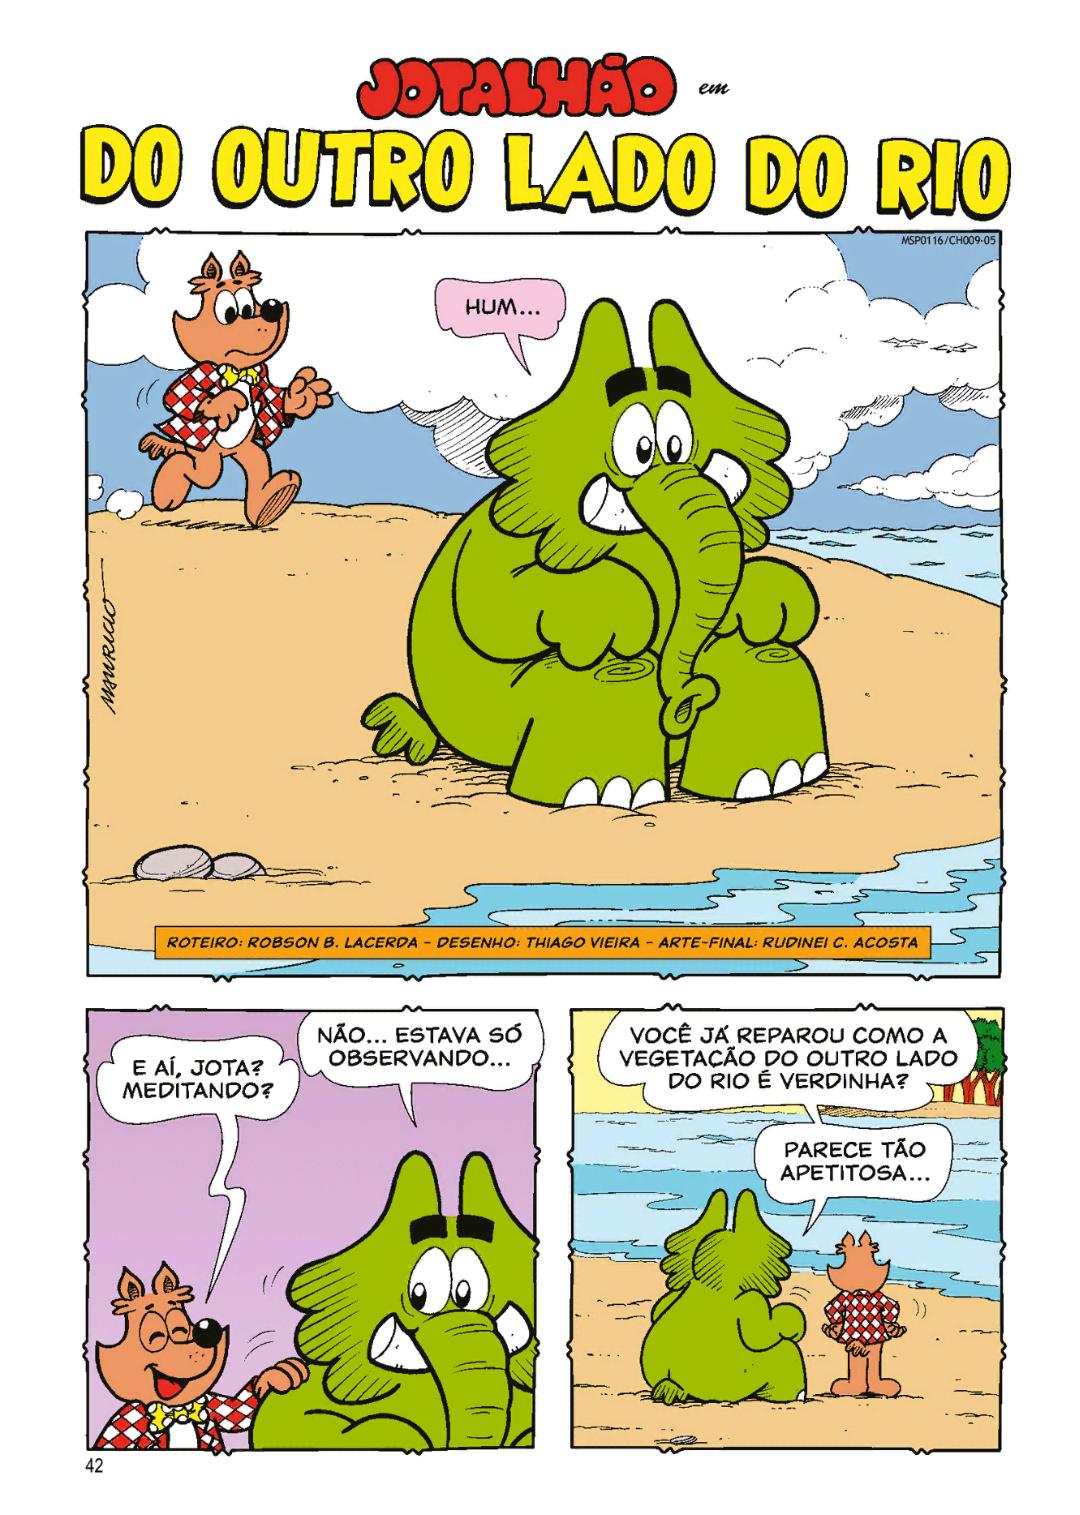 JOTALHÃO em
DO OUTRO LADO DO RIO
MSP0116/CH009-05
HUM...
MAURICIO
ROTEIRO: ROBSON B. LACERDA - DESENHO: THIAGO VIEIRA - ARTE-FINAL: RUDINEI C. ACOSTA
E AÍ, JOTA?
MEDITANDO?
NÃO... ESTAVA SÓ
OBSERVANDO...
VOCÊ JÁ REPAROU COMO A
VEGETAÇÃO DO OUTRO LADO
DO RIO É VERDINHA?
PARECE TÃO
APETITOSA...
42